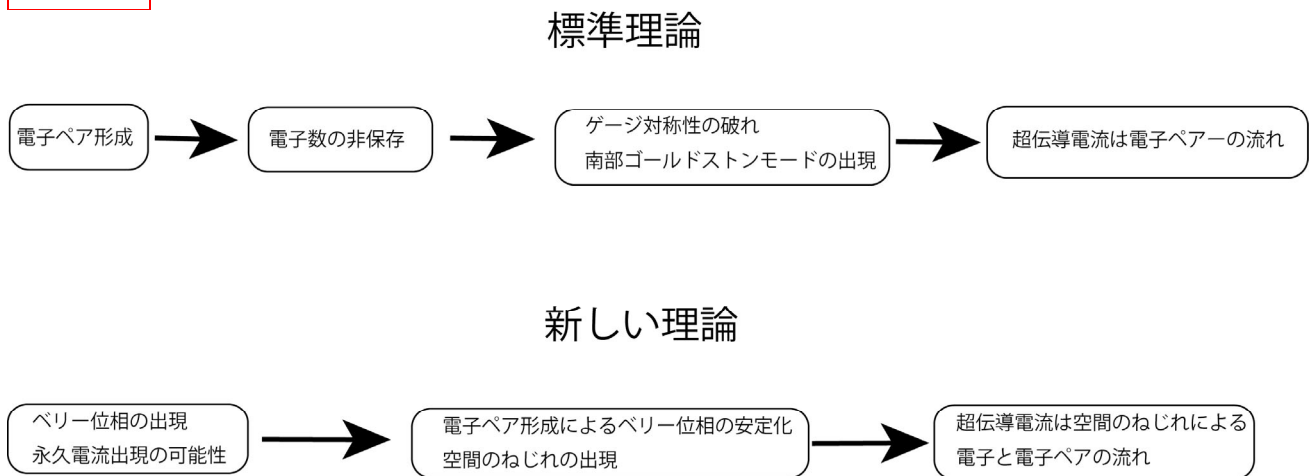 標準理論
電子ペア形成
電子数の非保存
ゲージ対称性の破れ
南部ゴールドストンモードの出現
超伝導電流は電子ペアーの流れ
新しい理論
ベリー位相の出現
永久電流出現の可能性
電子ペア形成によるベリー位相の安定化
空間のねじれの出現
超伝導電流は空間のねじれによる
電子と電子ペアの流れ